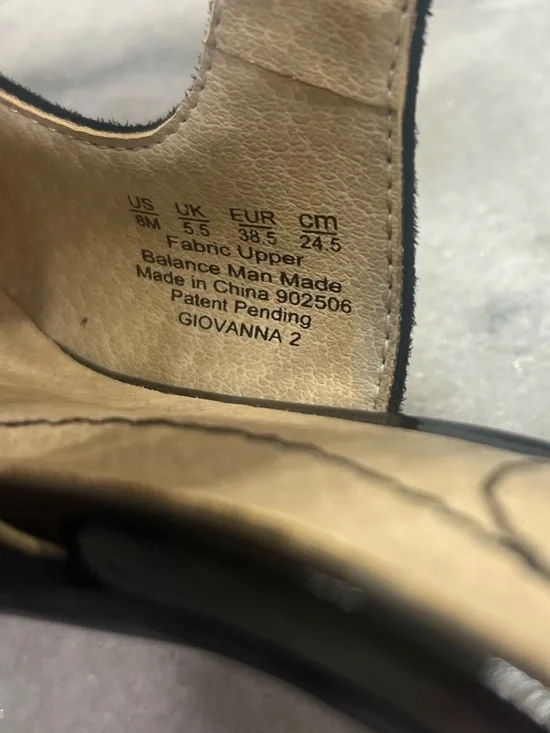 US UK EUR cm
8M 5.5 38.5 24.5
Fabric Upper
Balance Man Made
Made in China 902506
Patent Pending
GIOVANNA 2